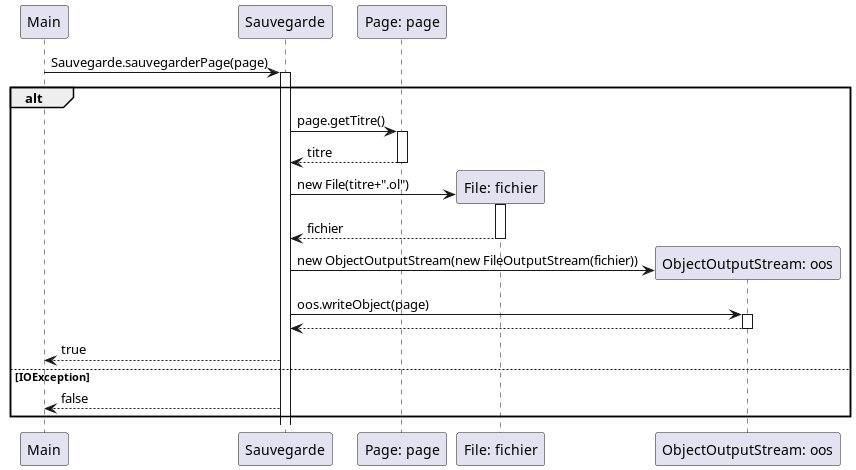 Main
Sauvegarde
Page: page
Sauvegarde.sauvegarderPage(page)
alt
page.getTitre()
titre
new File(titre+".ol")
File: fichier
fichier
new ObjectOutputStream(new FileOutputStream(fichier))
ObjectOutputStream: oos
oos.writeObject(page)
true
[IOException]
false
Main
Sauvegarde
Page: page
File: fichier
ObjectOutputStream: oos